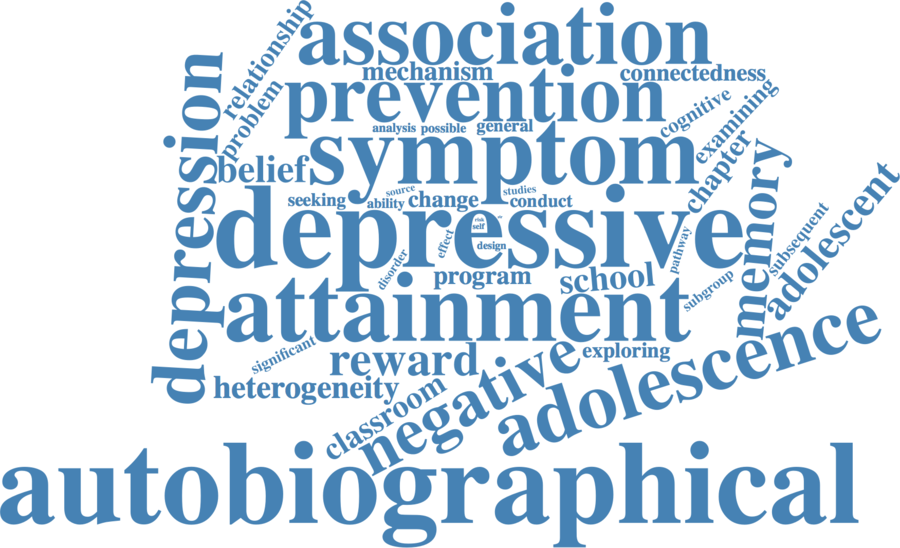 relationship
association
mechanism
connectedness
problem
prevention
cognitive
examining
depression
analysis
possible
general
belief
symptom
chapter
memory
adolescent
seeking
source
ability
change
studies
conduct
depressive
risk
self
design
effect
disorder
pathway
subsequent
program
school
subgroup
attainment
significant
reward
negative
exploring
adolescence
heterogeneity
classroom
autobiographical